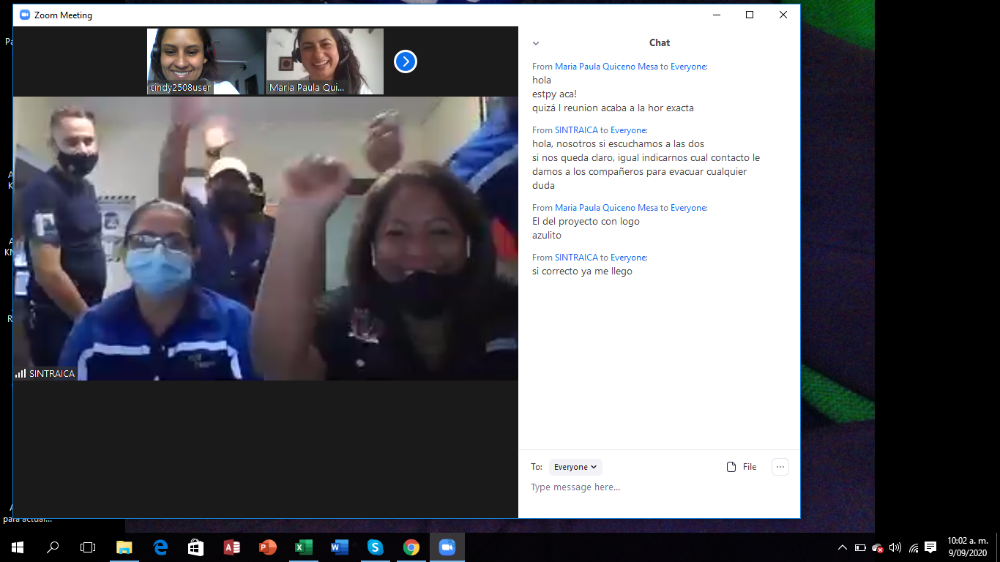 Zoom Meeting
cindy2508user
Maria Paula Qui...
SINTRAICA
Chat
From Maria Paula Quiceno Mesa to Everyone:
hola
estpy aca!
quizá l reunion acaba a la hor exacta
From SINTRAICA to Everyone:
hola, nosotros si escuchamos a las dos
si nos queda claro, igual indicarnos cual contacto le
damos a los compañeros para evacuar cualquier
duda
From Maria Paula Quiceno Mesa to Everyone:
El del proyecto con logo
azulito
From SINTRAICA to Everyone:
si correcto ya me llego
To: Everyone
File
Type message here...
para actual...
10:02 a. m.
9/09/2020